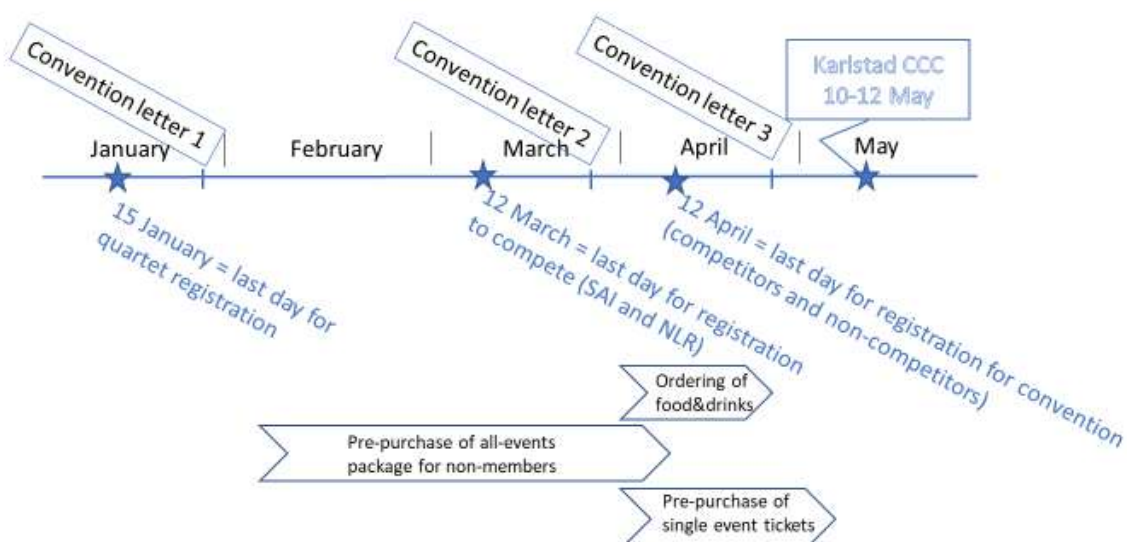 Convention letter 1
Convention letter 2
Convention letter 3
Karlstad CCC
10-12 May
January
February
March
April
May
15 January = last day for
quartet registration
12 March = last day for registration
to compete (SAI and NLR)
12 April = last day for registration for convention
(competitors and non-competitors)
Ordering of
food&drinks
Pre-purchase of all-events
package for non-members
Pre-purchase of
single event tickets